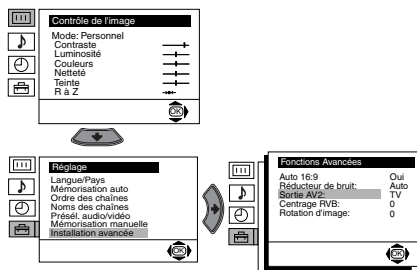 Contrôle de l'image
Mode: Personnel
Contraste
Luminosité
Couleurs
Netteté
Teinte
R à Z
OK
Réglage
Langue/Pays
Mémorisation auto
Ordre des chaînes
Noms des chaînes
Présél. audio/vidéo
Mémorisation manuelle
Installation avancée
OK
Fonctions Avancées
Auto 16:9 Oui
Réducteur de bruit: Auto
Sortie AV2: TV
Centrage RVB: 0
Rotation d'image: 0
OK